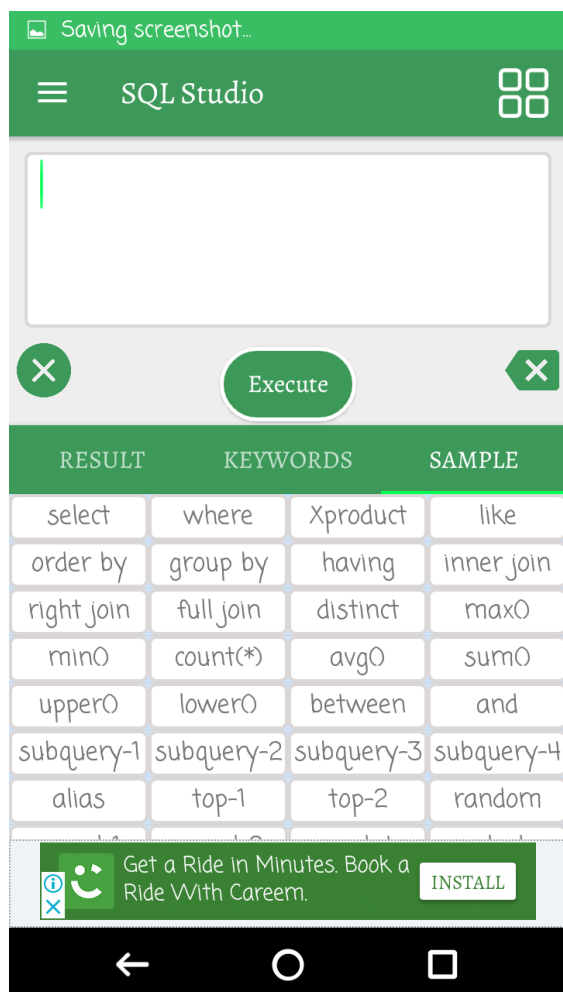 Saving screenshot...
SQL Studio
Execute
RESULT KEYWORDS SAMPLE
select where Xproduct like
order by group by having inner join
right join full join distinct max()
min() count(*) avg() sum()
upper() lower() between and
subquery-1 subquery-2 subquery-3 subquery-4
alias top-1 top-2 random
Get a Ride in Minutes. Book a
Ride With Careem.
INSTALL